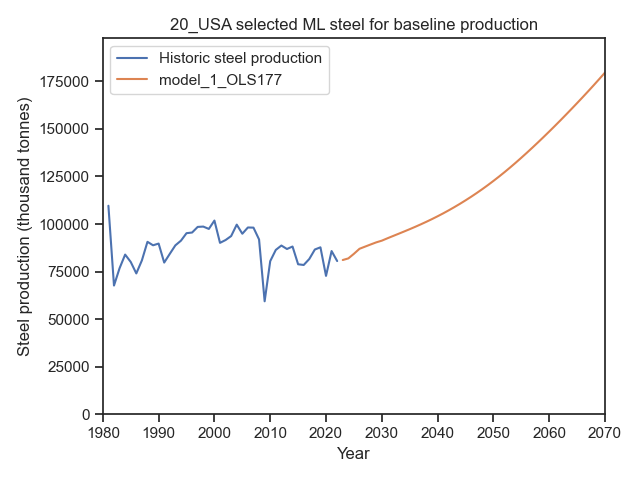 20_USA selected ML steel for baseline production
Historic steel production
model_1_OLS177
Steel production (thousand tonnes)
175000
150000
125000
100000
75000
50000
25000
0
1980 1990 2000 2010 2020 2030 2040 2050 2060 2070
Year